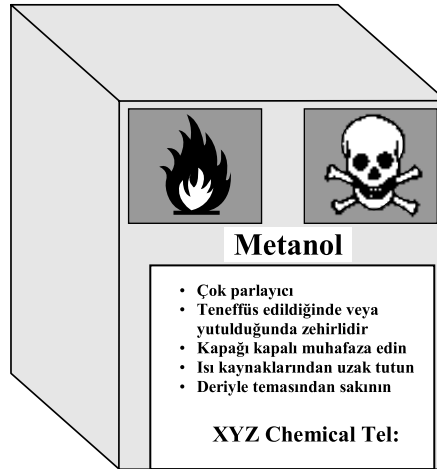 Metanol
• Çok parlayıcı
• Teneffüs edildiğinde veya
yutulduğunda zehirlidir
• Kapağı kapalı muhafaza edin
• Isı kaynaklarından uzak tutun
• Deriyle temasından sakının
XYZ Chemical Tel: